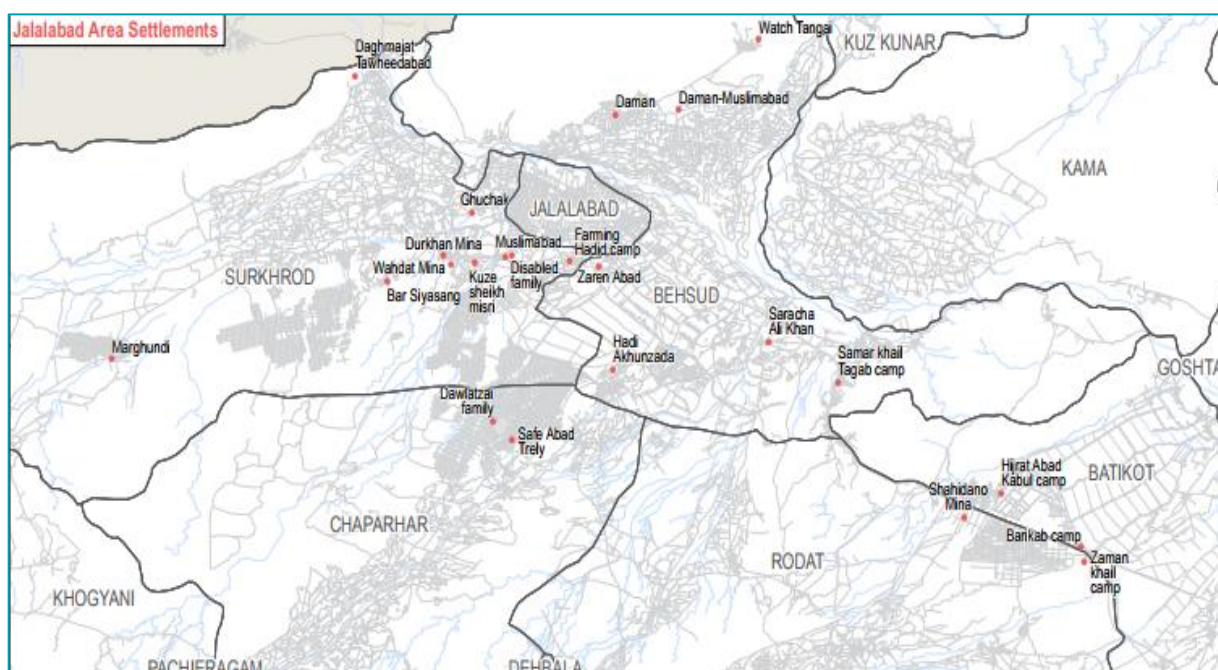 Jalalabad Area Settlements
Watch Tangai
KUZ KUNAR
Daghmajat
Tawheedabad
Daman
Daman-Muslimabad
KAMA
Ghuchak
JALALABAD
Durkhan Mina
Muslimabad
Farming
Hadid camp
Wahdat Mina
Kuze
sheikh
misri
Disabled
family
Zaren Abad
SURKHROD
Bar Siyasang
BEHSUD
Saracha
Ali Khan
Marghundi
Hadi
Akhunzada
Samar khail
Tagab camp
GOSHTA
Dawlatzai
family
Safe Abad
Trely
Hijrat Abad
Kabul camp
BATIKOT
Shahidano
Mina
CHAPARHAR
Barikab camp
RODAT
Zaman
khail
camp
KHOGYANI
PACHIERAGAM
DEHBALA